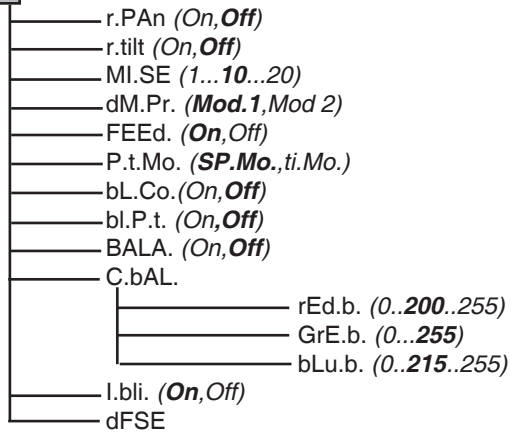 r.PAn (On,Off)
r.tilt (On,Off)
MI.SE (1...10...20)
dM.Pr. (Mod.1,Mod 2)
FEEd. (On,Off)
P.t.Mo. (SP.Mo.,ti.Mo.)
bL.Co.(On,Off)
bl.P.t. (On,Off)
BALA. (On,Off)
C.bAL.
rEd.b. (0..200..255)
GrE.b. (0...255)
bLu.b. (0..215..255)
I.bli. (On,Off)
dFSE